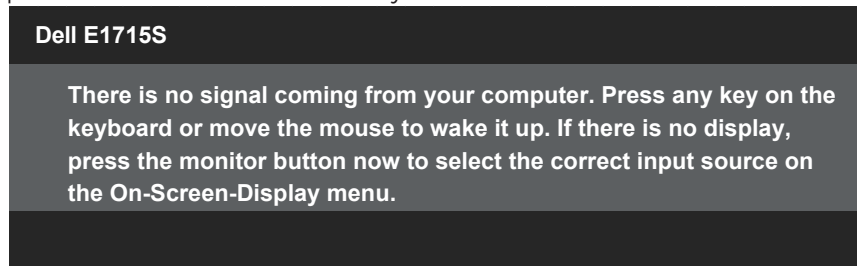 Dell E1715S
There is no signal coming from your computer. Press any key on the
keyboard or move the mouse to wake it up. If there is no display,
press the monitor button now to select the correct input source on
the On-Screen-Display menu.